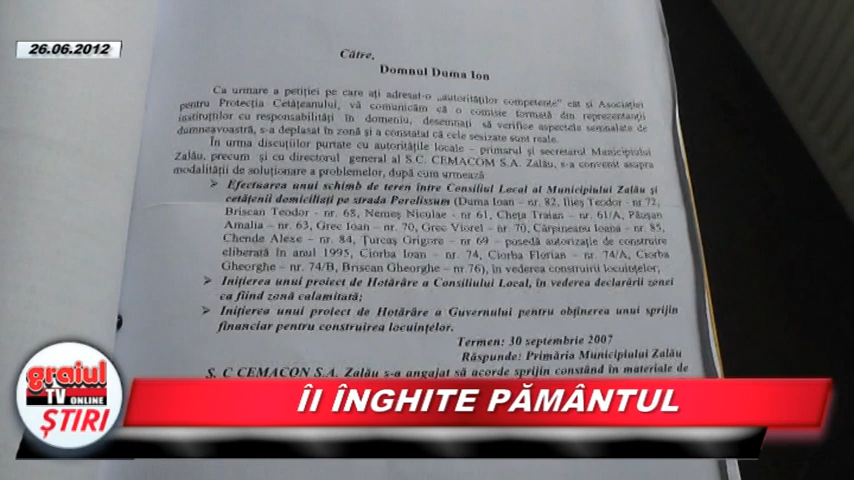 26.06.2012
Către,
Domnul Duma Ion
Ca urmare a petiției pe care ați adresat-o „autorităților competente" cât și Asociației
pentru Protecția Cetățeanului, vă comunicăm că o comisie formată din reprezentanții
instituțiilor cu responsabilități în domeniu, desemnați să verifice aspectele semnalate de
dumneavoastră, s-a deplasat în zonă și a constatat că cele sesizate sunt reale.
În urma discuțiilor purtate cu autoritățile locale – primarul și secretarul Municipiului
Zalău, precum și cu directorul general al S.C. CEMACOM S.A. Zalău, s-a convenit asupra
modalității de soluționare a problemelor, după cum urmează
➢ Efectuarea unui schimb de teren între Consiliul Local al Municipiului Zalău și
cetățenii domiciliați pe strada Porolissum (Duma Ioan – nr. 82, Ilieș Teodor - nr 72,
Briscan Teodor - nr. 68, Nemeș Niculae - nr 61, Cheța Traian – nr. 61/A, Păușan
Amalia – nr. 63, Grec Ioan – nr. 70, Grec Viorel – nr 70, Cărpineanu Ioana – nr. 85,
Chende Alexe – nr. 84, Turcaș Grigore – nr 69 – posedă autorizație de construire
eliberată în anul 1995, Ciorba Ioan – nr. 74, Ciorba Florian – nr. 74/A, Ciorba
Gheorghe – nr. 74/B, Briscan Gheorghe – nr 76), în vederea construirii locuințelor,
➢ Inițierea unui proiect de Hotărâre a Consiliului Local, în vederea declarării zonei
ca fiind zonă calamitată;
➢ Inițierea unui proiect de Hotărâre a Guvernului pentru obținerea unui sprijin
financiar pentru construirea locuințelor.
Termen: 30 septembrie 2007
Răspunde: Primăria Municipiului Zalău
S. C CEMACON S.A. Zalău s-a angajat să acorde sprijin constând în materiale de
graiul
TV ONLINE
ȘTIRI
ÎI ÎNGHITE PĂMÂNTUL